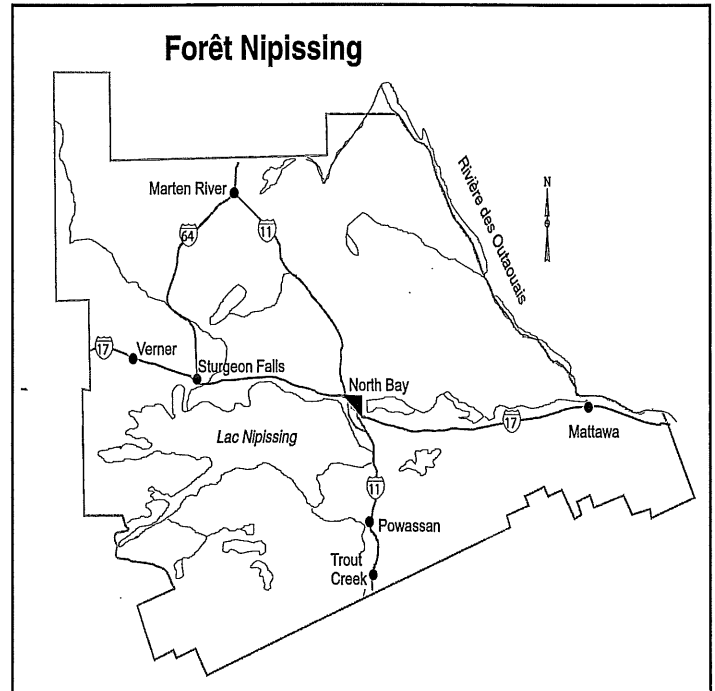 Forêt Nipissing
Marten River
64
11
Rivière des Outaouais
N
17
Verner
Sturgeon Falls
North Bay
Lac Nipissing
17
Mattawa
11
Powassan
Trout
Creek